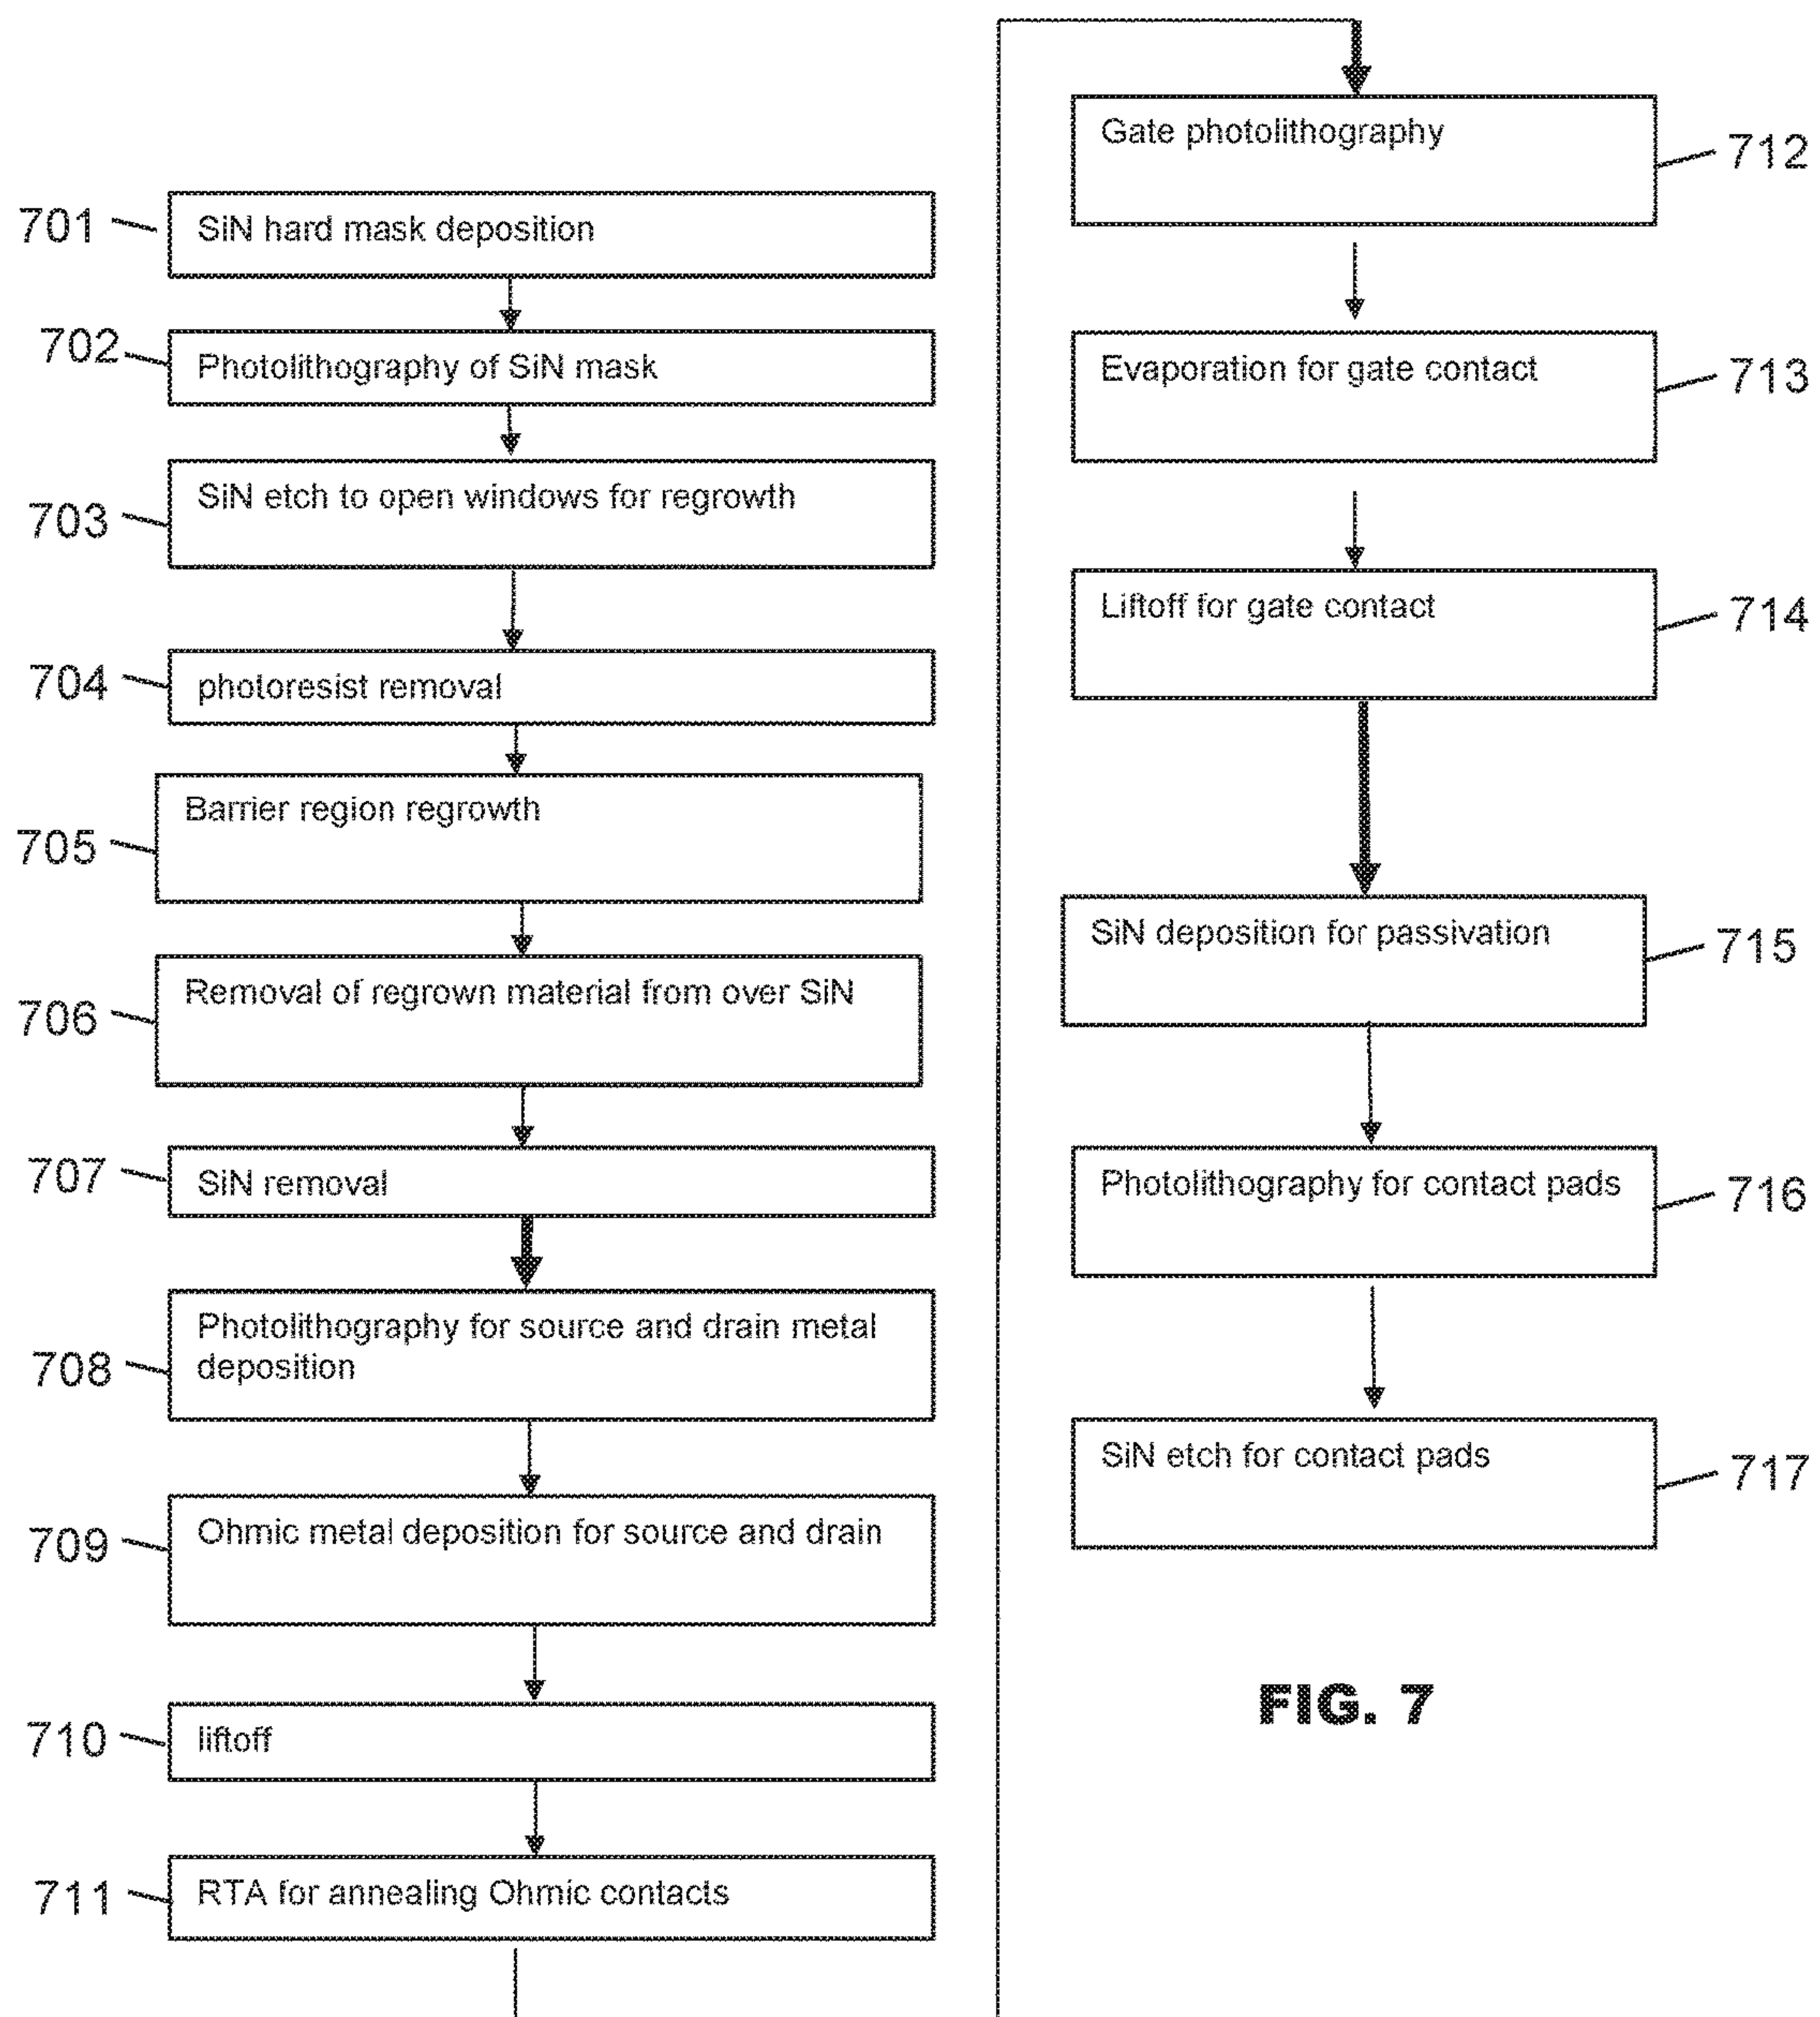 701
SiN hard mask deposition
702
Photolithography of SiN mask
703
SiN etch to open windows for regrowth
704
photoresist removal
705
Barrier region regrowth
706
Removal of regrown material from over SiN
707
SiN removal
708
Photolithography for source and drain metal
deposition
709
Ohmic metal deposition for source and drain
710
liftoff
711
RTA for annealing Ohmic contacts
Gate photolithography
712
Evaporation for gate contact
713
Liftoff for gate contact
714
SiN deposition for passivation
715
Photolithography for contact pads
716
SiN etch for contact pads
717
FIG. 7